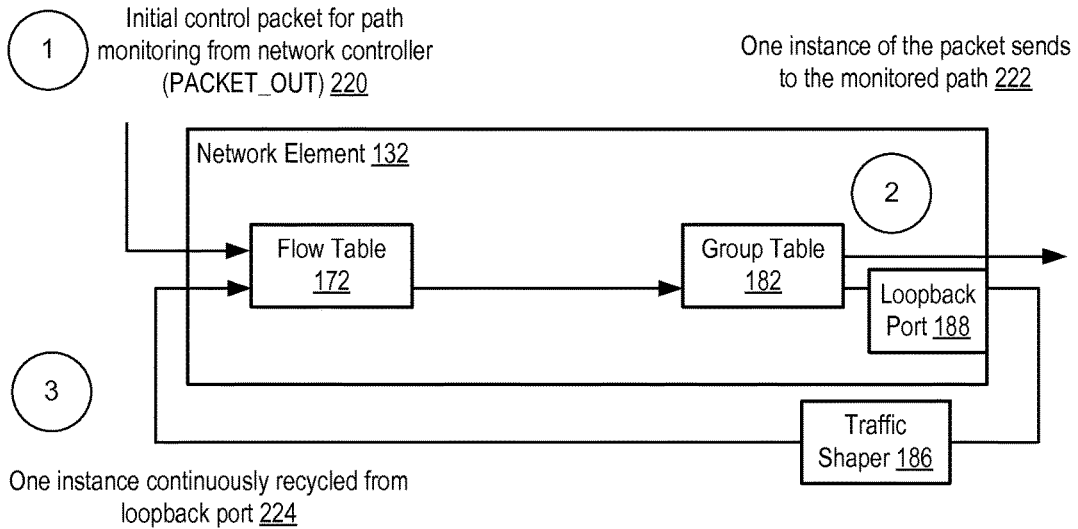 1
Initial control packet for path
monitoring from network controller
(PACKET_OUT) 220
One instance of the packet sends
to the monitored path 222
Network Element 132
2
Flow Table
172
Group Table
182
Loopback
Port 188
3
Traffic
Shaper 186
One instance continuously recycled from
loopback port 224